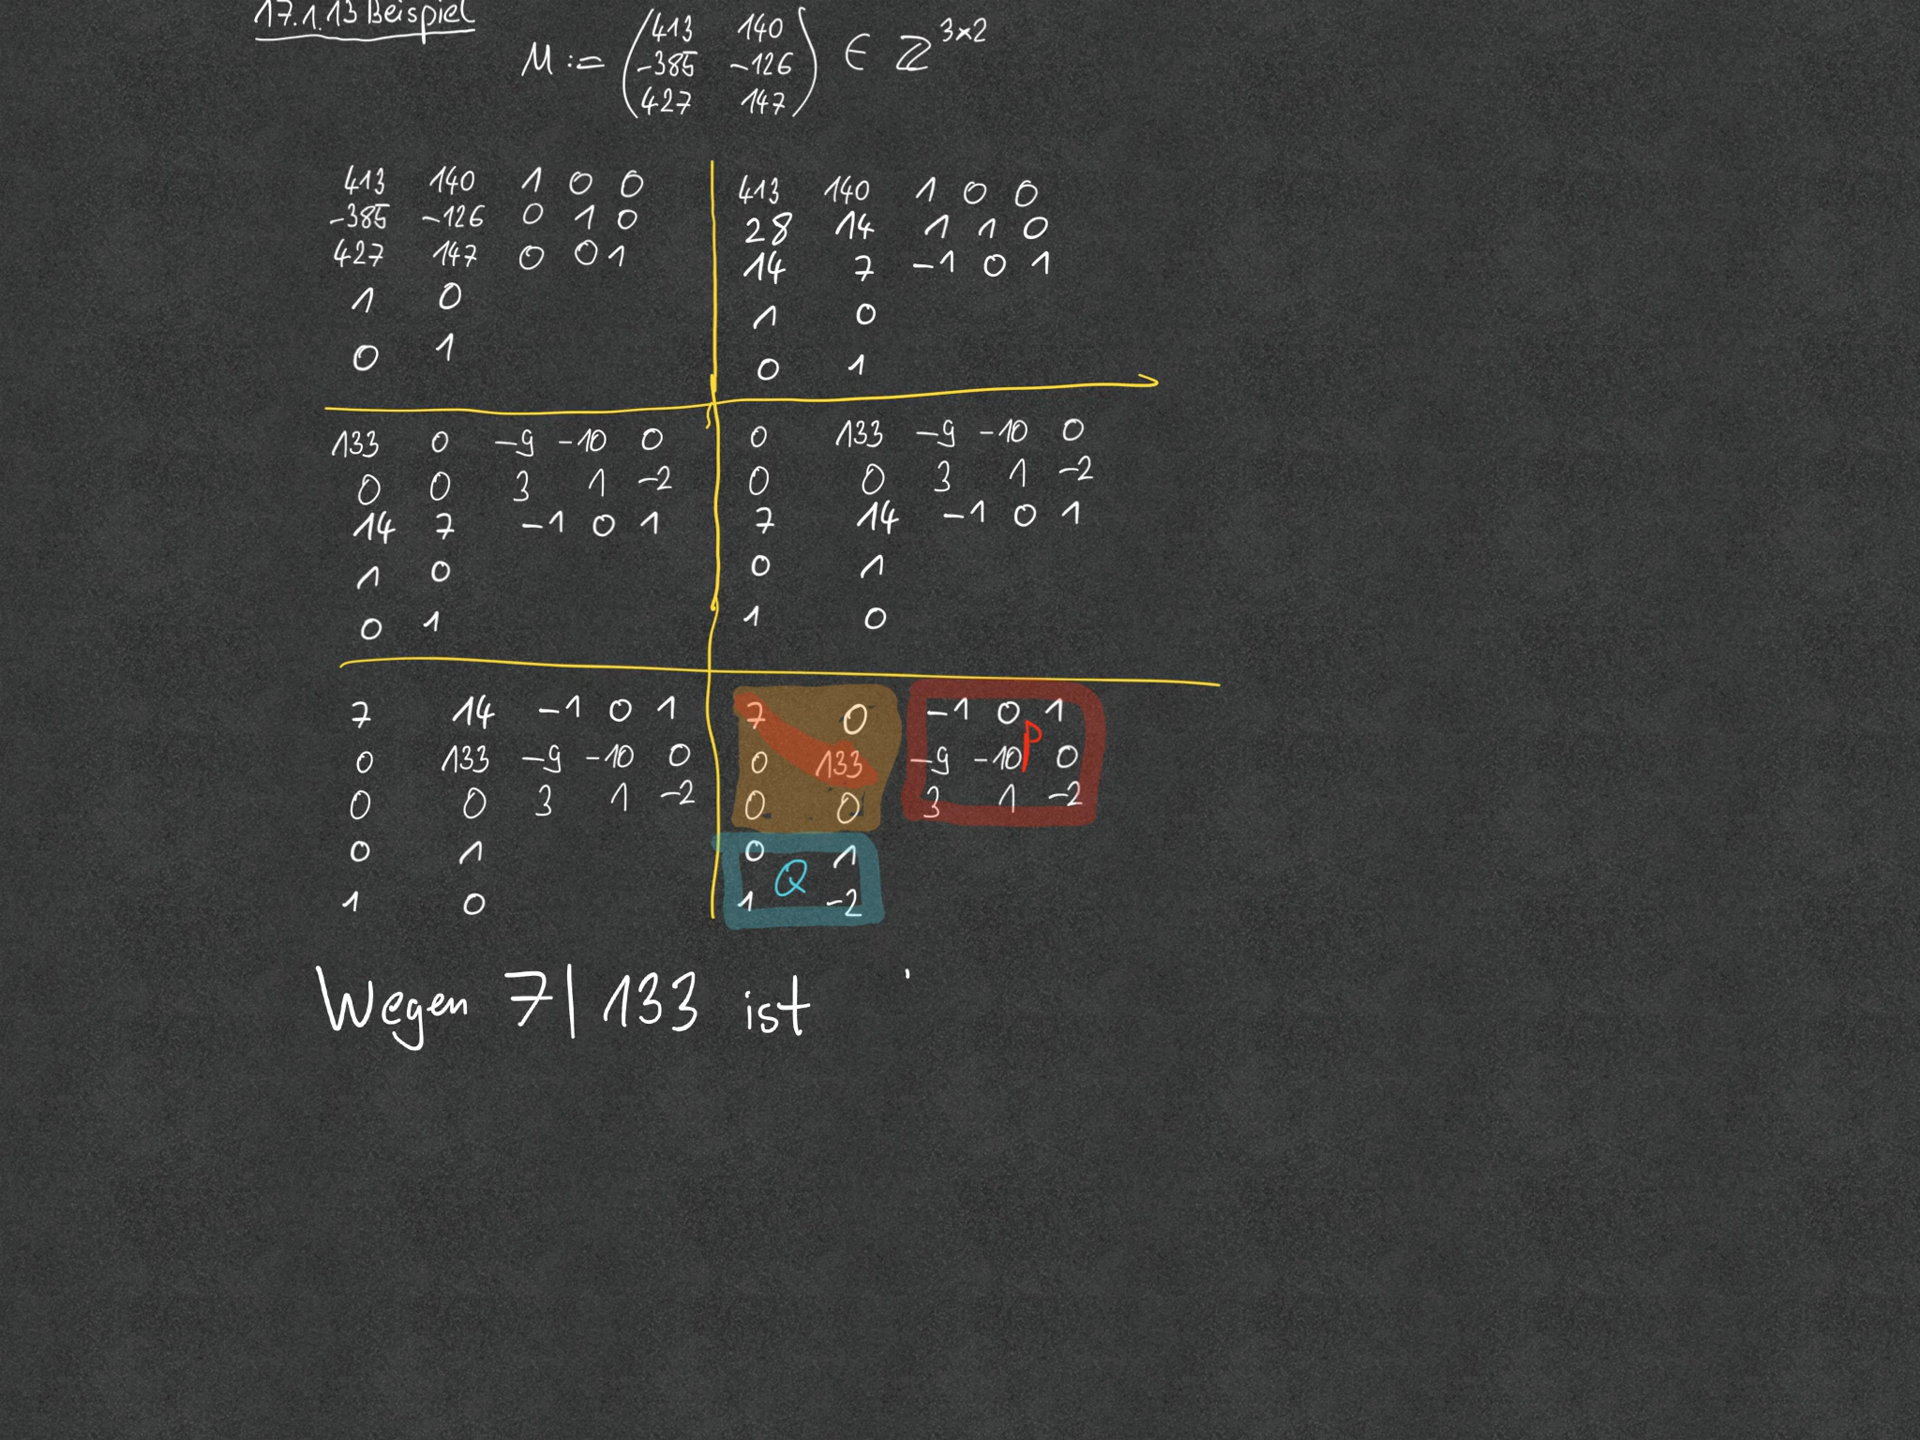 17.1.13 Beispiel
M := (413 140
-385 -126
427 147) ∈ ℤ^{3×2}
413 140 1 0 0
-385 -126 0 1 0
427 147 0 0 1
1 0
0 1
413 140 1 0 0
28 14 1 1 0
14 7 -1 0 1
1 0
0 1
133 0 -9 -10 0
0 0 3 1 -2
14 7 -1 0 1
1 0
0 1
0 133 -9 -10 0
0 0 3 1 -2
7 14 -1 0 1
0 1
1 0
7 14 -1 0 1
0 133 -9 -10 0
0 0 3 1 -2
0 1
1 0
7 0 -1 0 1
0 133 -9 -10 0
P
0 0 3 1 -2
0 1
Q
1 -2
Wegen 7 | 133 ist